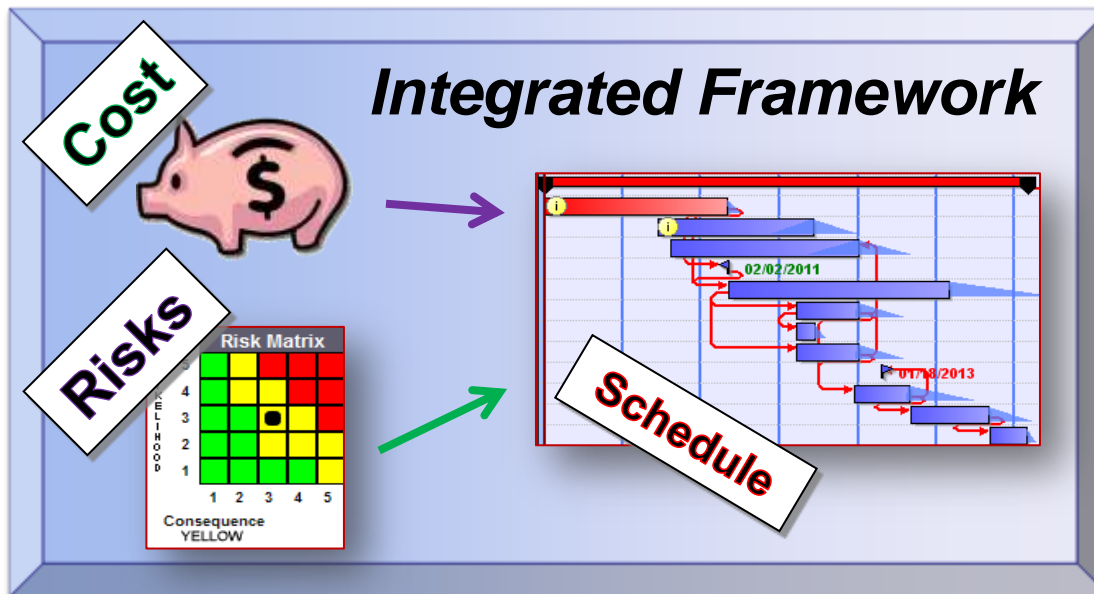 Integrated Framework
Cost
$
i
i
02/02/2011
Risks
Risk Matrix
4
3
2
1
1 2 3 4 5
Consequence
YELLOW
01/18/2013
Schedule